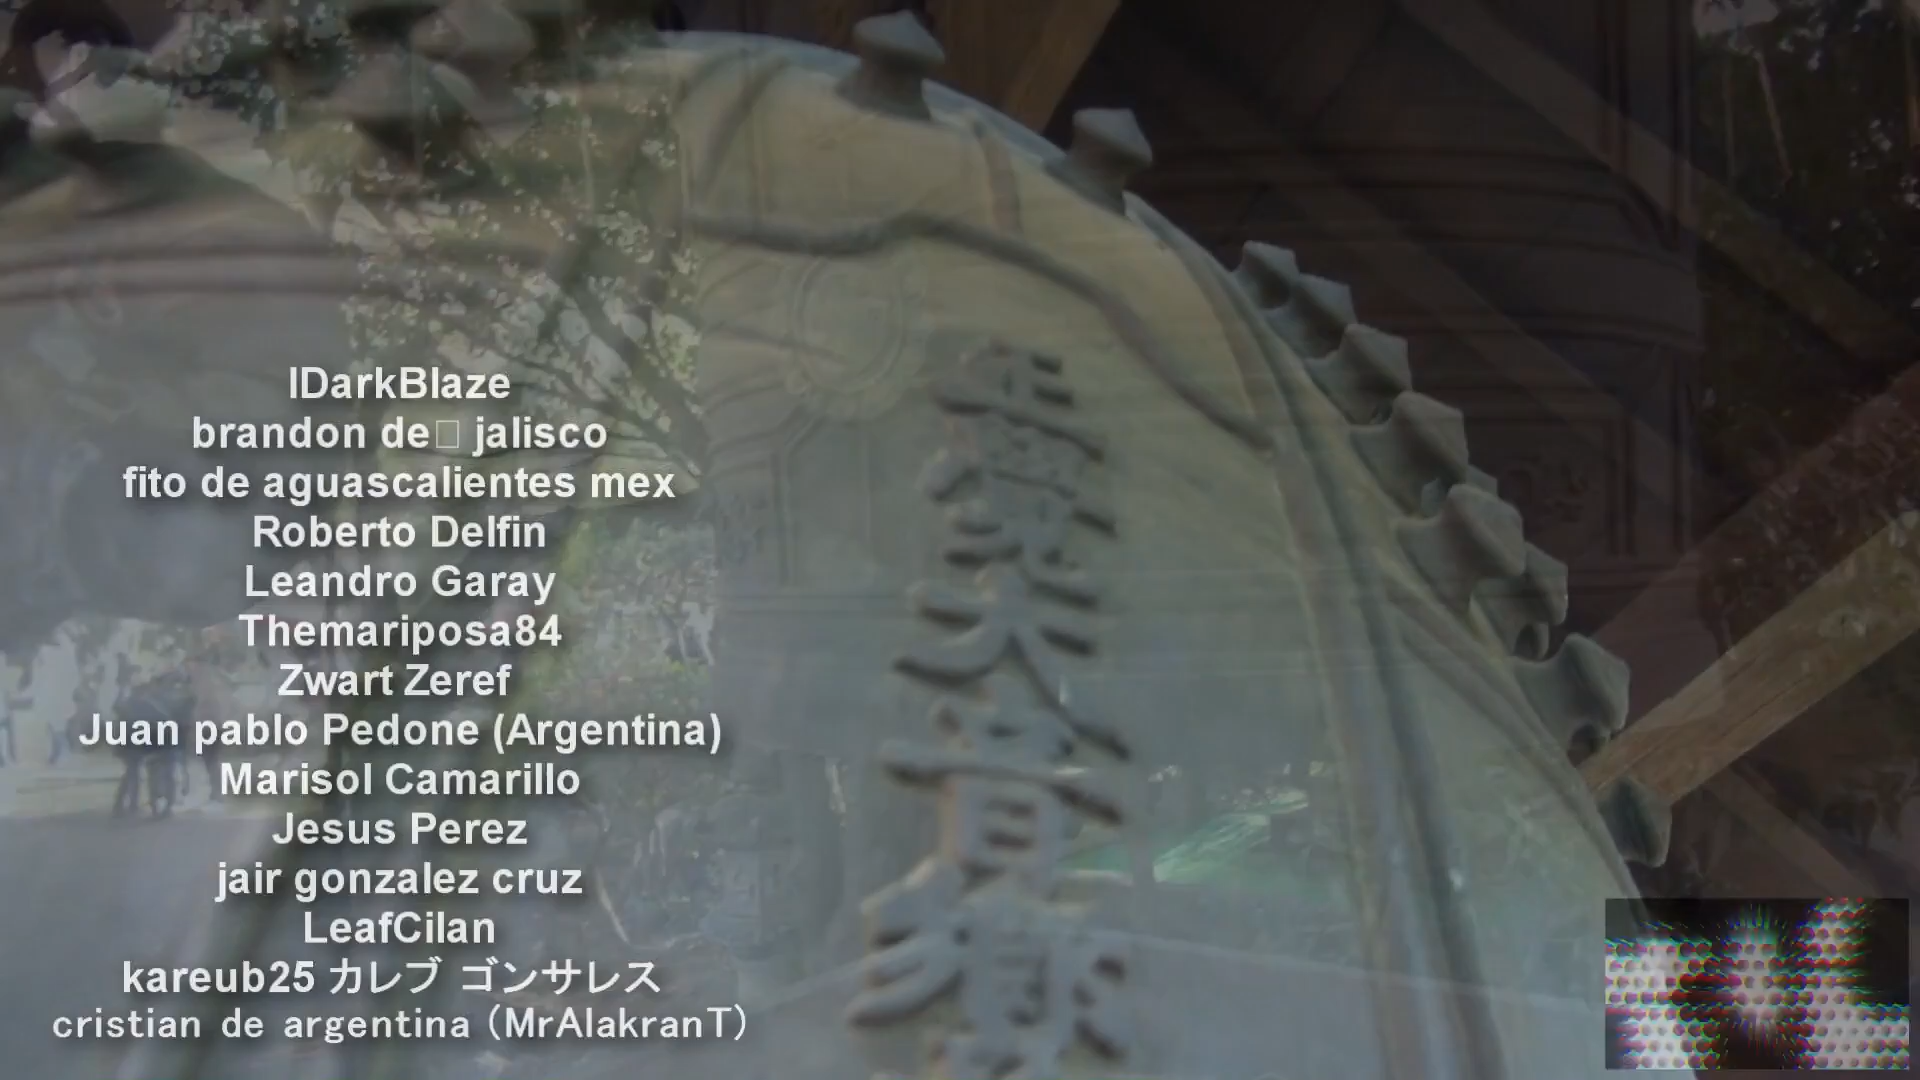 IDarkBlaze
brandon de□ jalisco
fito de aguascalientes mex
Roberto Delfin
Leandro Garay
Themariposa84
Zwart Zeref
Juan pablo Pedone (Argentina)
Marisol Camarillo
Jesus Perez
jair gonzalez cruz
LeafCilan
kareub25 カレブ ゴンサレス
cristian de argentina (MrAlakranT)